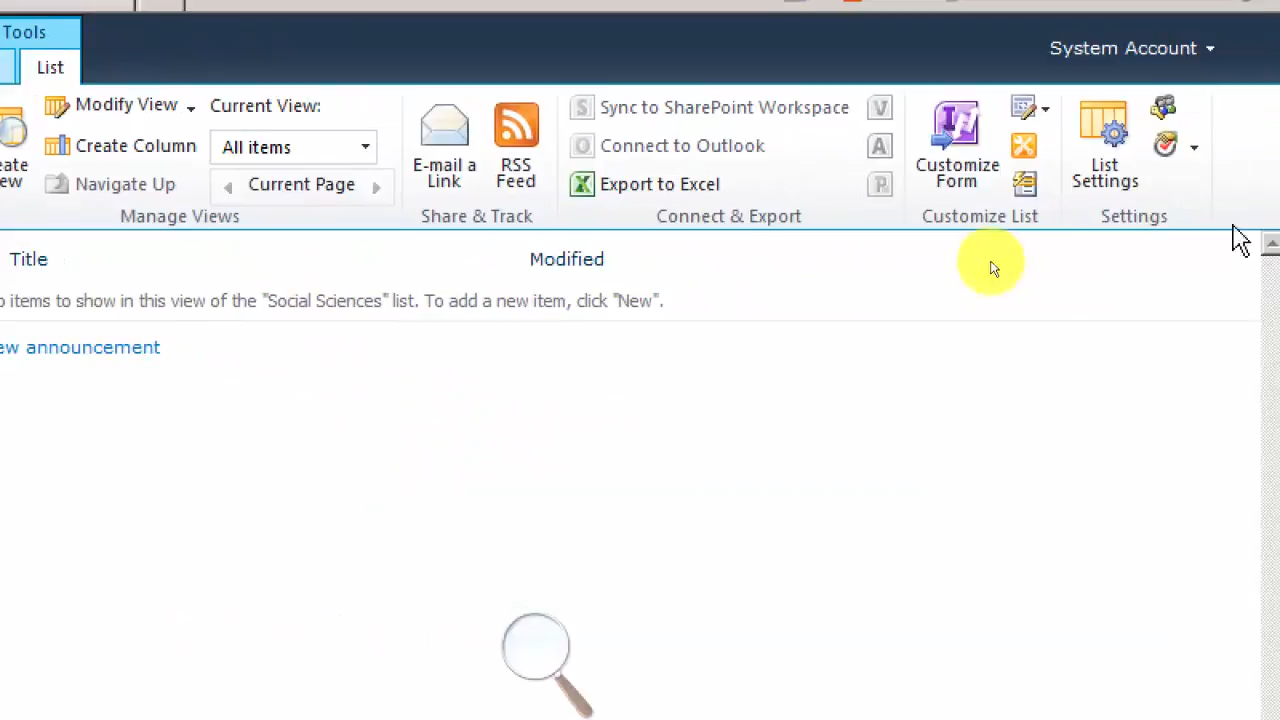 Tools
System Account
List
Modify View
Current View:
Sync to SharePoint Workspace
Create Column
All items
E-mail a Link
RSS Feed
Connect to Outlook
Customize Form
List Settings
Navigate Up
Current Page
Export to Excel
Manage Views
Share & Track
Connect & Export
Customize List
Settings
Title
Modified
items to show in this view of the "Social Sciences" list. To add a new item, click "New".
announcement